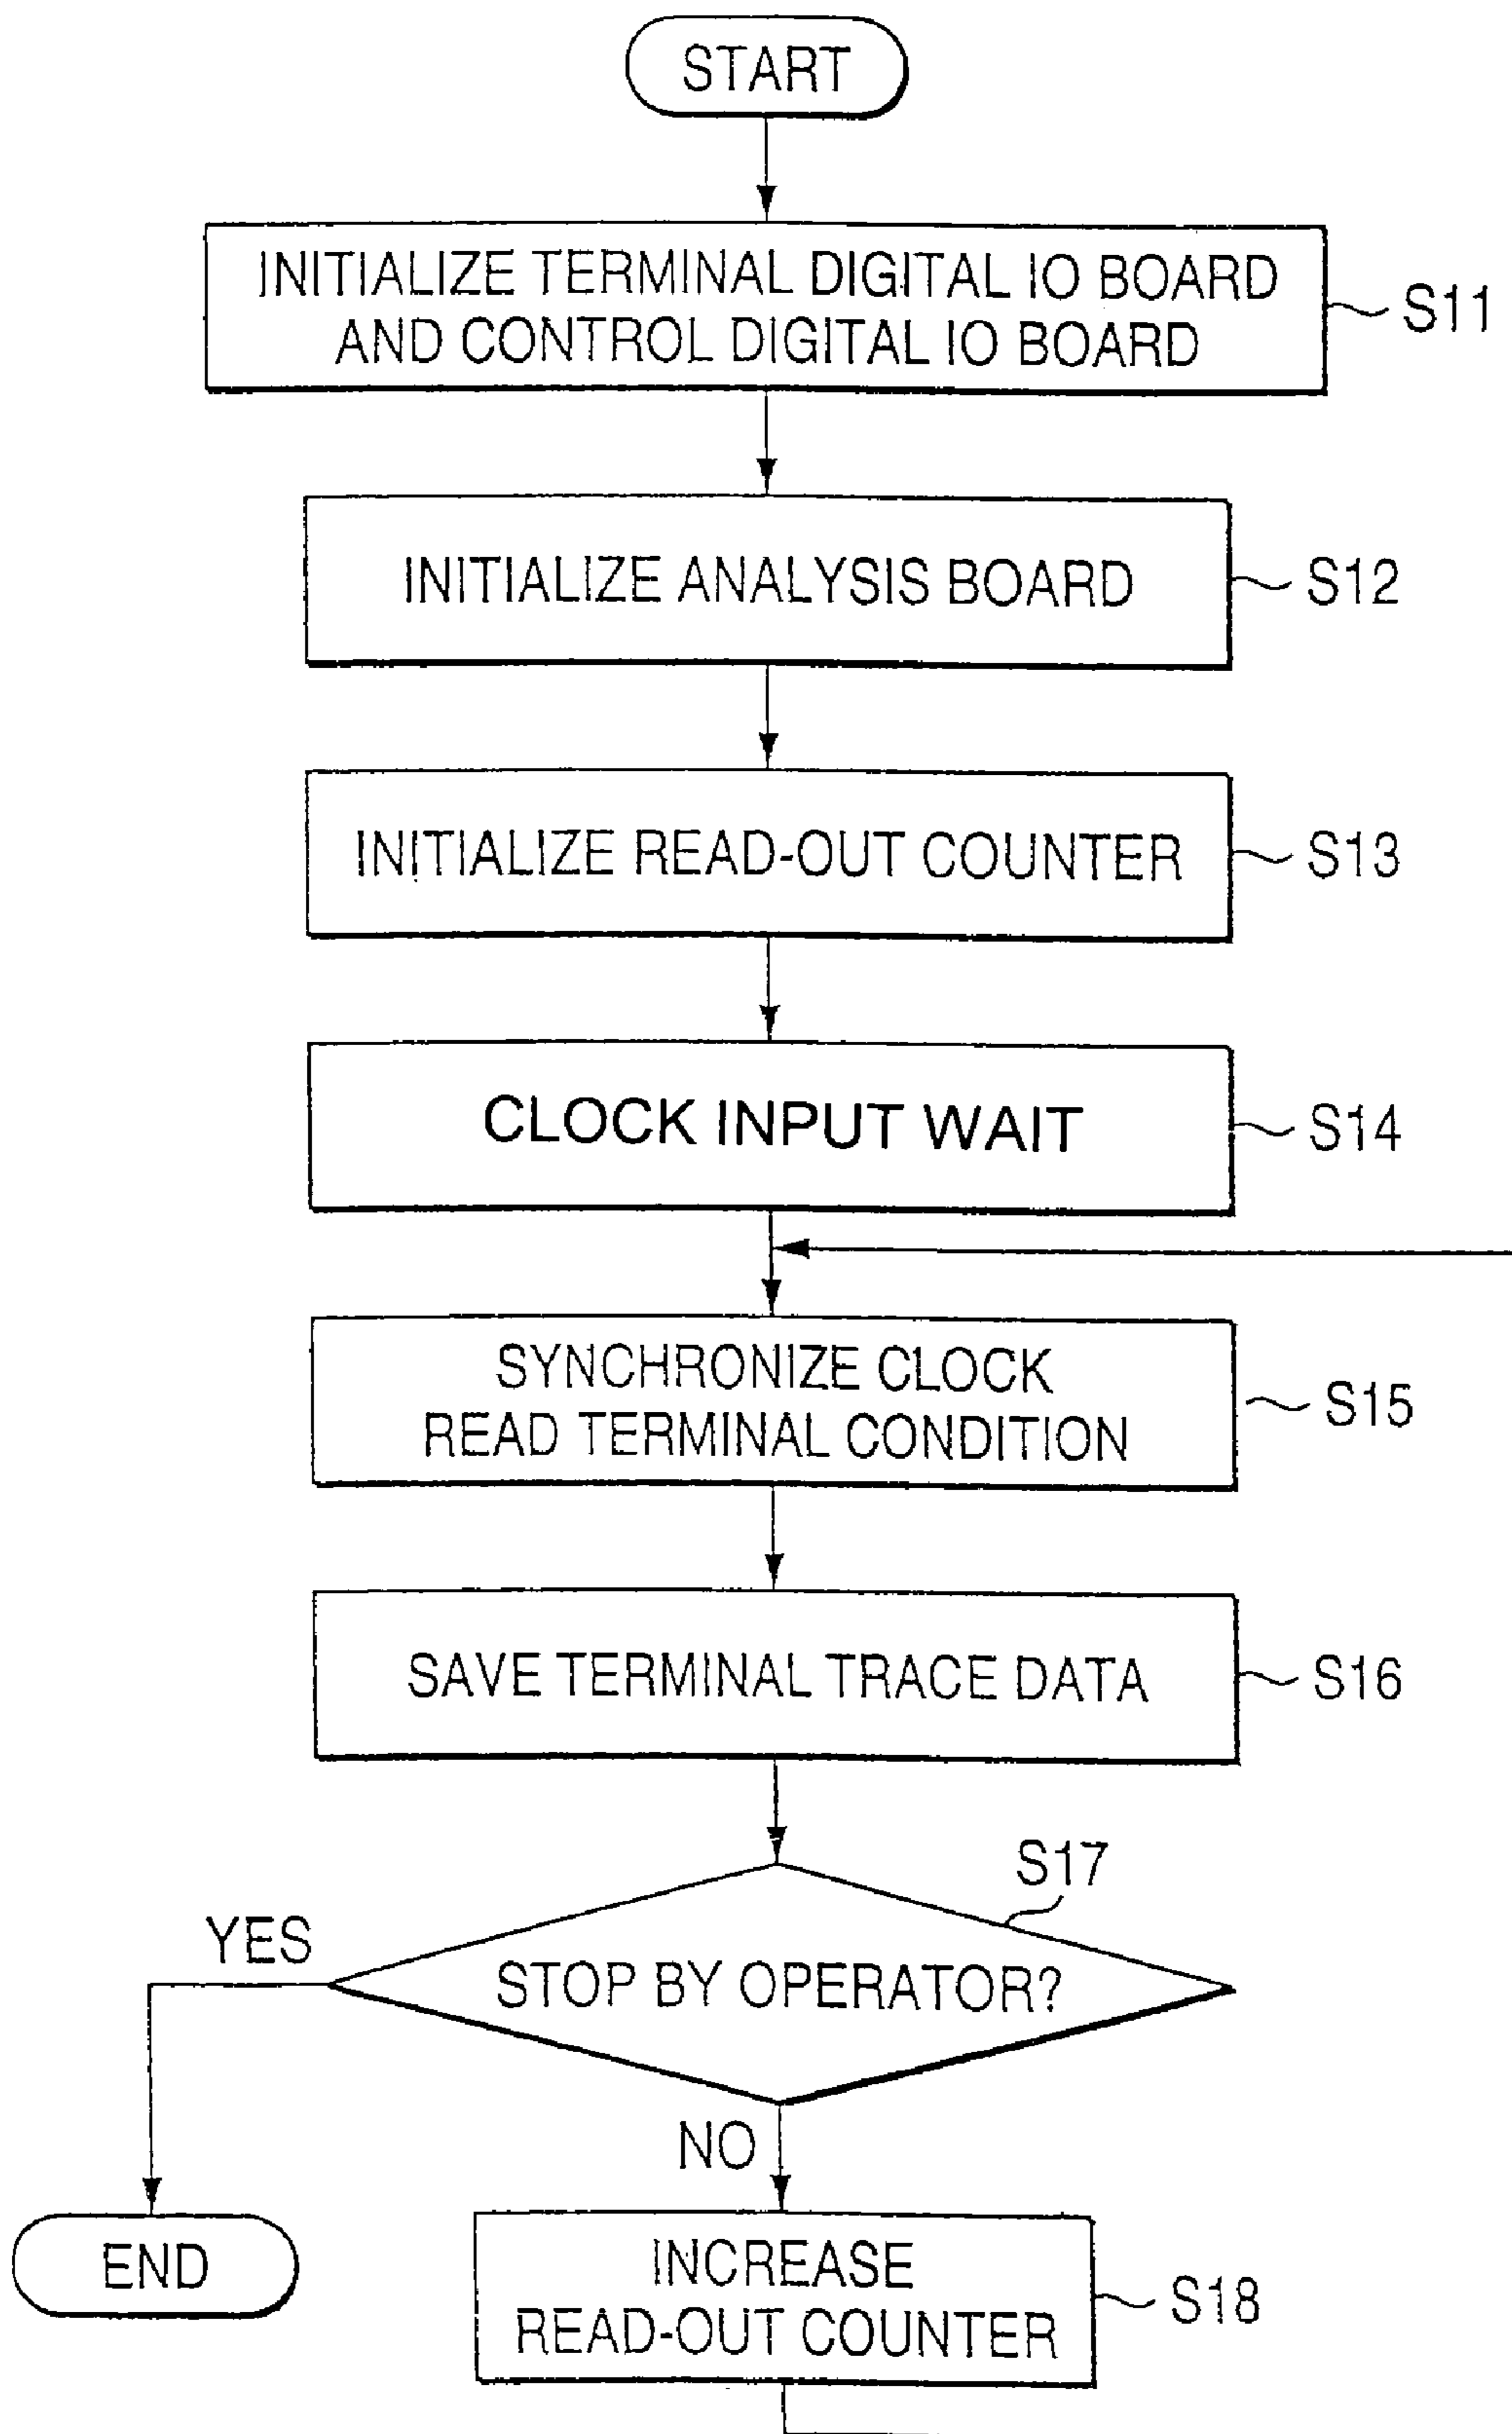 START
INITIALIZE TERMINAL DIGITAL IO BOARD
AND CONTROL DIGITAL IO BOARD
S11
INITIALIZE ANALYSIS BOARD
S12
INITIALIZE READ-OUT COUNTER
S13
CLOCK INPUT WAIT
S14
SYNCHRONIZE CLOCK
READ TERMINAL CONDITION
S15
SAVE TERMINAL TRACE DATA
S16
S17
YES
STOP BY OPERATOR?
NO
END
INCREASE
READ-OUT COUNTER
S18